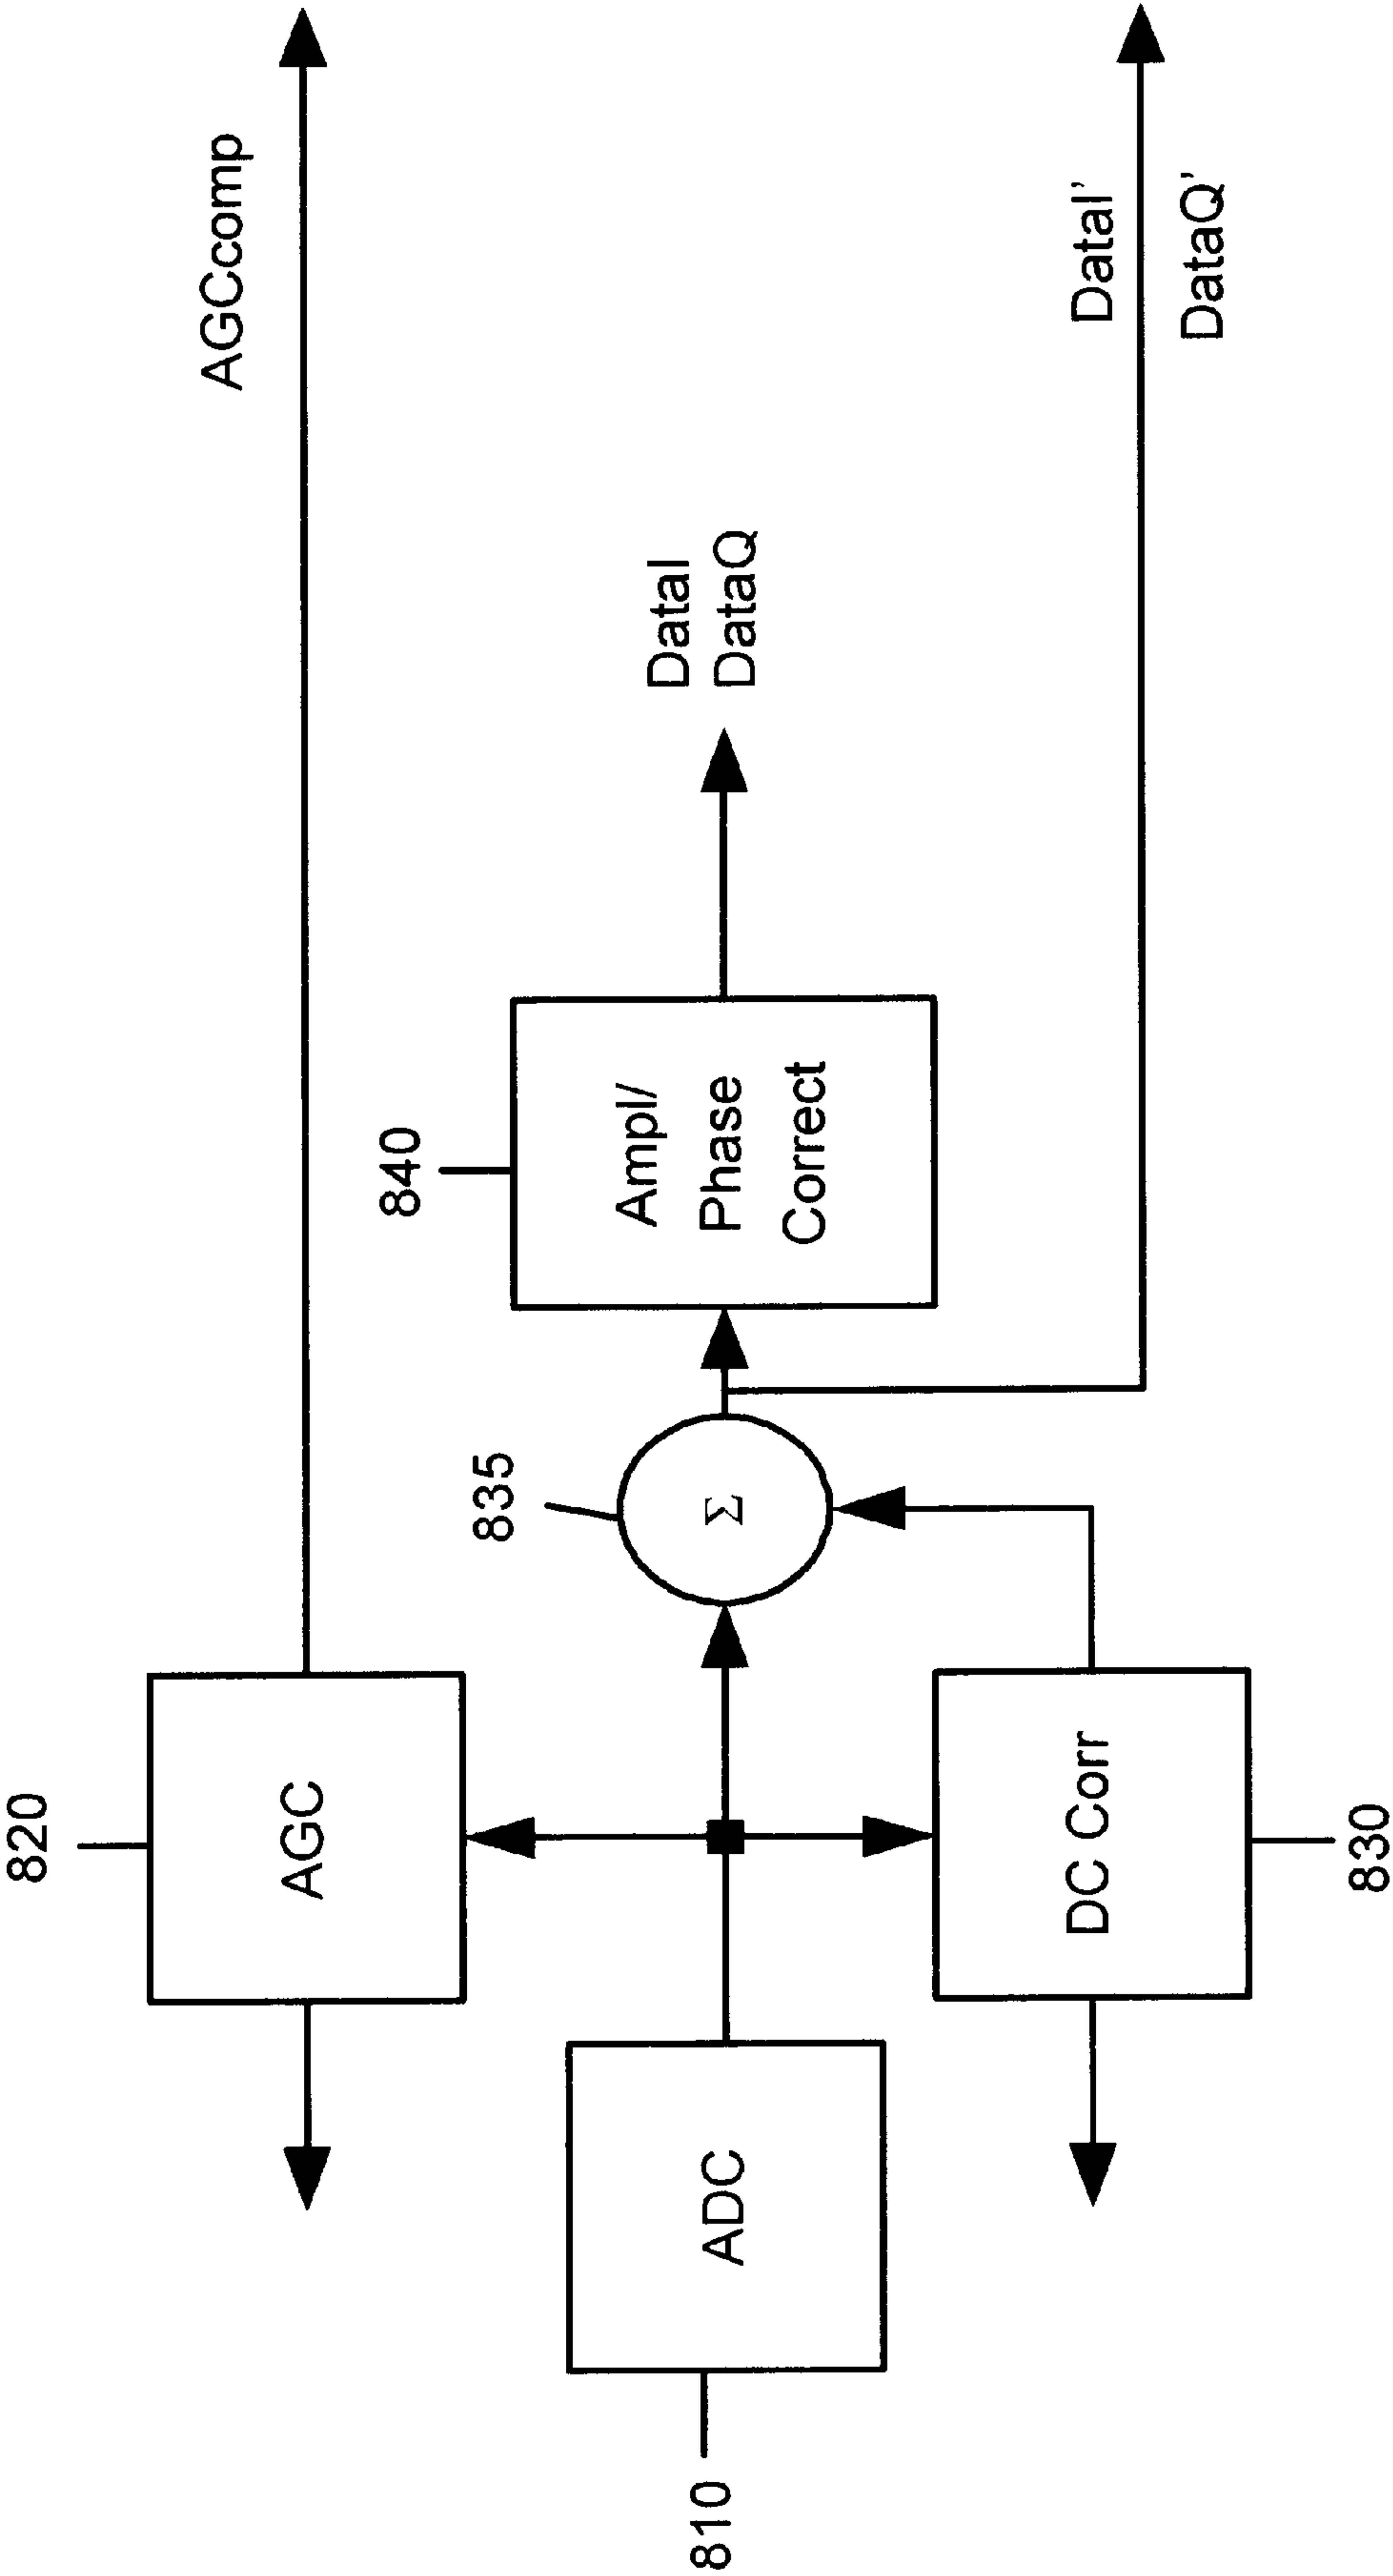 820
AGC
AGCcomp
840
Ampl/
Phase
Correct
DataI
DataQ
835
Σ
810
ADC
DC Corr
830
DataI'
DataQ'